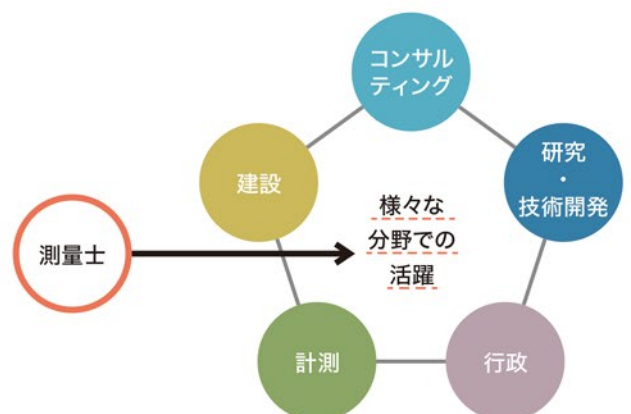 コンサル
ティング
建設
研究
・
技術開発
様々な
分野での
活躍
測量士
計測
行政